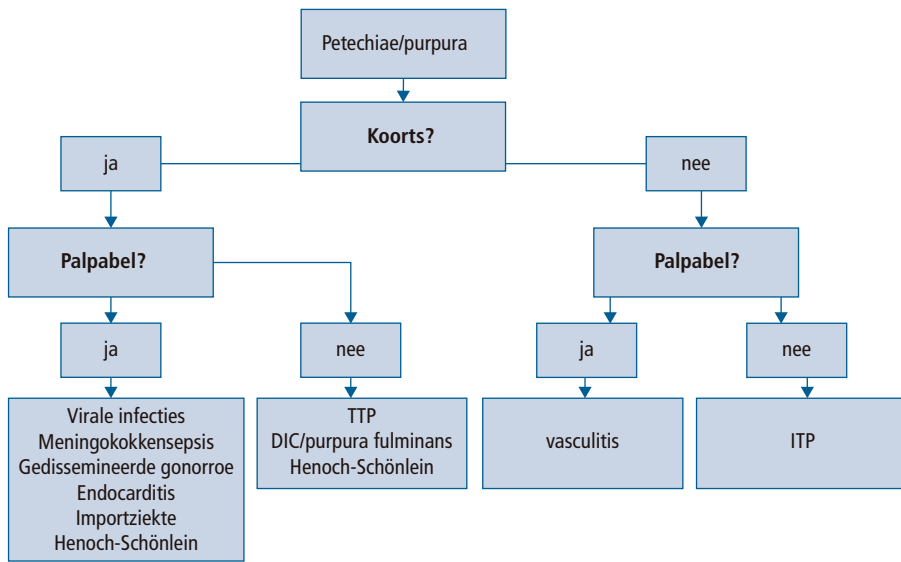 Petechiae/purpura
Koorts?
ja
nee
Palpabel?
Palpabel?
ja
nee
ja
nee
Virale infecties
Meningokokkensepsis
Gedissemineerde gonorroe
Endocarditis
Importziekte
Henoch-Schönlein
TTP
DIC/purpura fulminans
Henoch-Schönlein
vasculitis
ITP